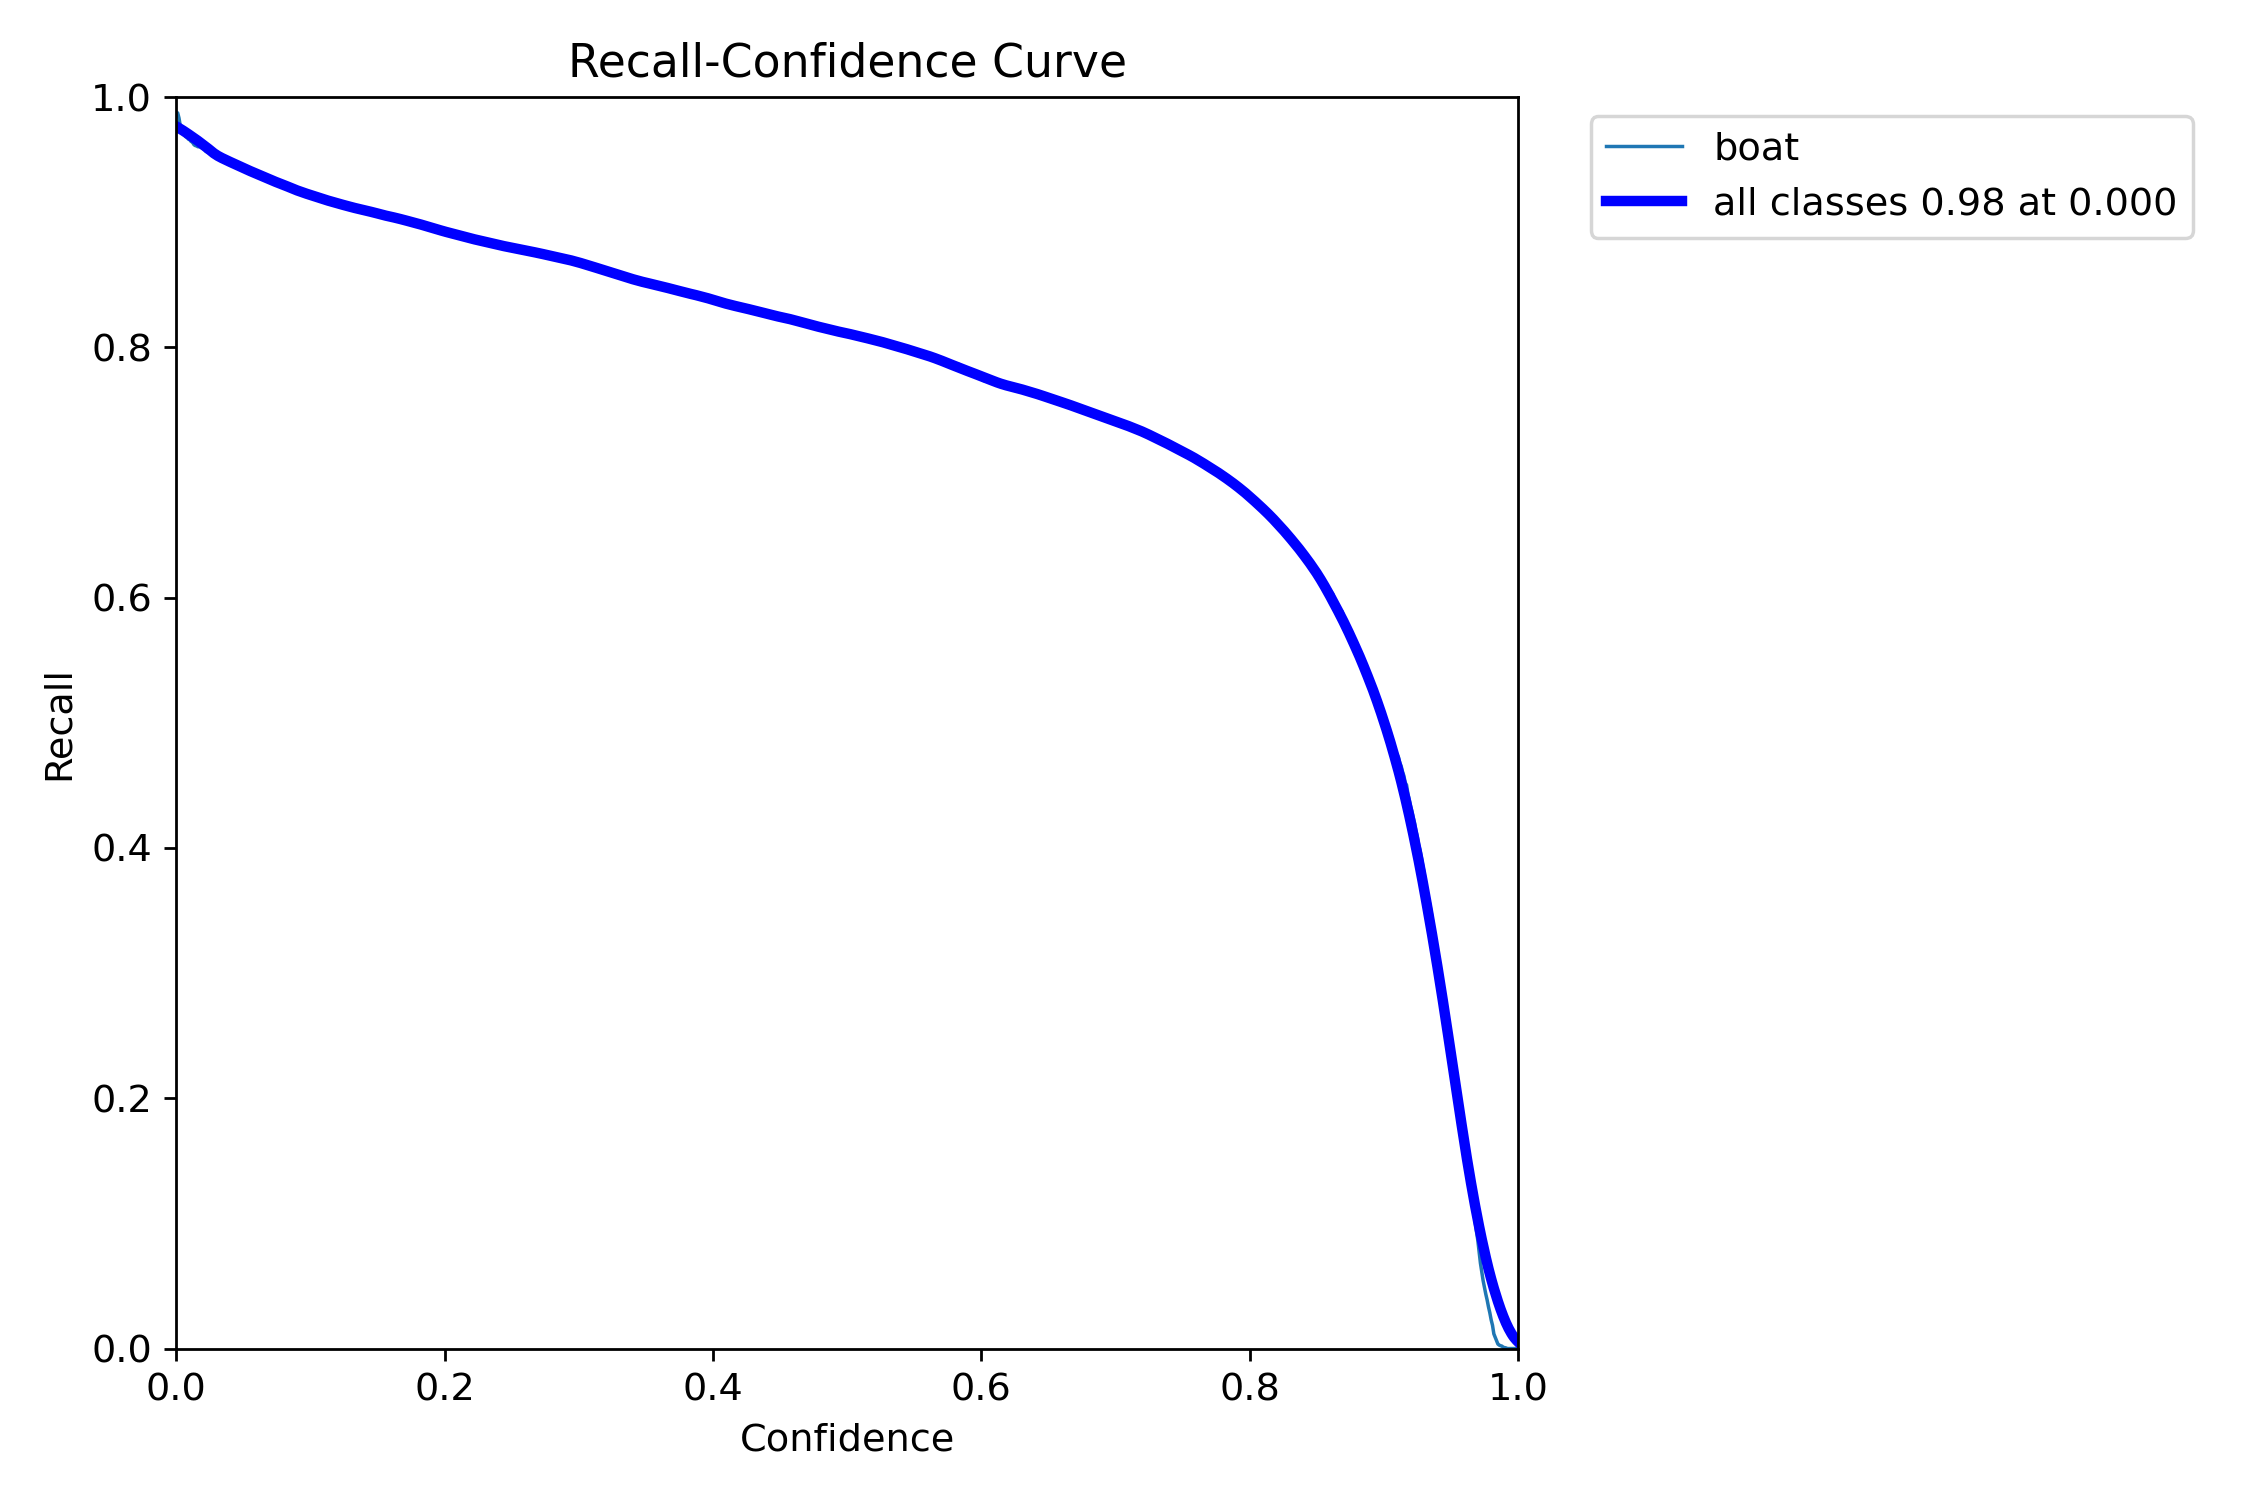 Recall-Confidence Curve
1.0
0.8
0.6
0.4
0.2
0.0
Recall
0.0 0.2 0.4 0.6 0.8 1.0
Confidence
boat
all classes 0.98 at 0.000